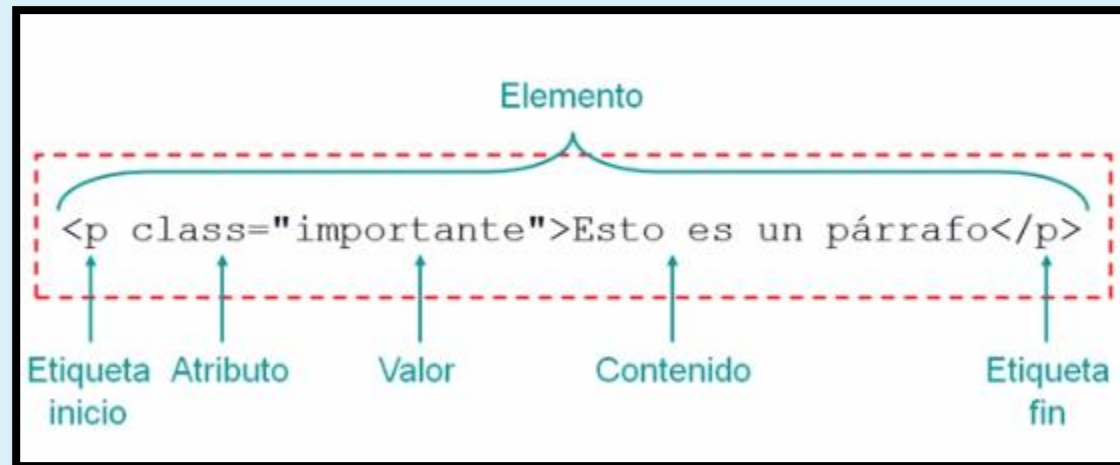 Elemento
<p class="importante">Esto es un párrafo</p>
Etiqueta inicio
Atributo
Valor
Contenido
Etiqueta fin